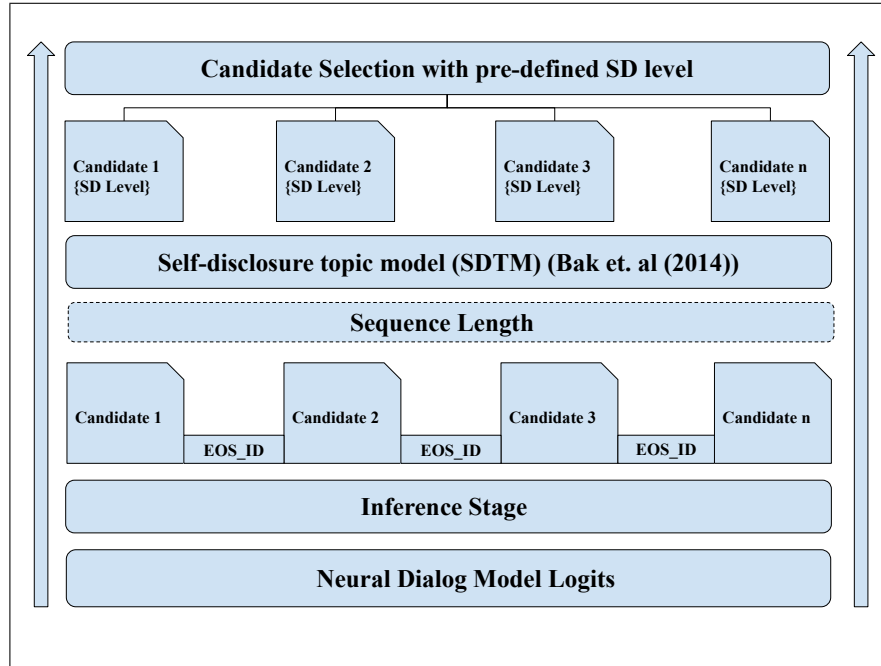 Candidate Selection with pre-defined SD level
Candidate 1
{SD Level}
Candidate 2
{SD Level}
Candidate 3
{SD Level}
Candidate n
{SD Level}
Self-disclosure topic model (SDTM) (Bak et. al (2014))
Sequence Length
Candidate 1
Candidate 2
Candidate 3
Candidate n
EOS_ID
EOS_ID
EOS_ID
Inference Stage
Neural Dialog Model Logits